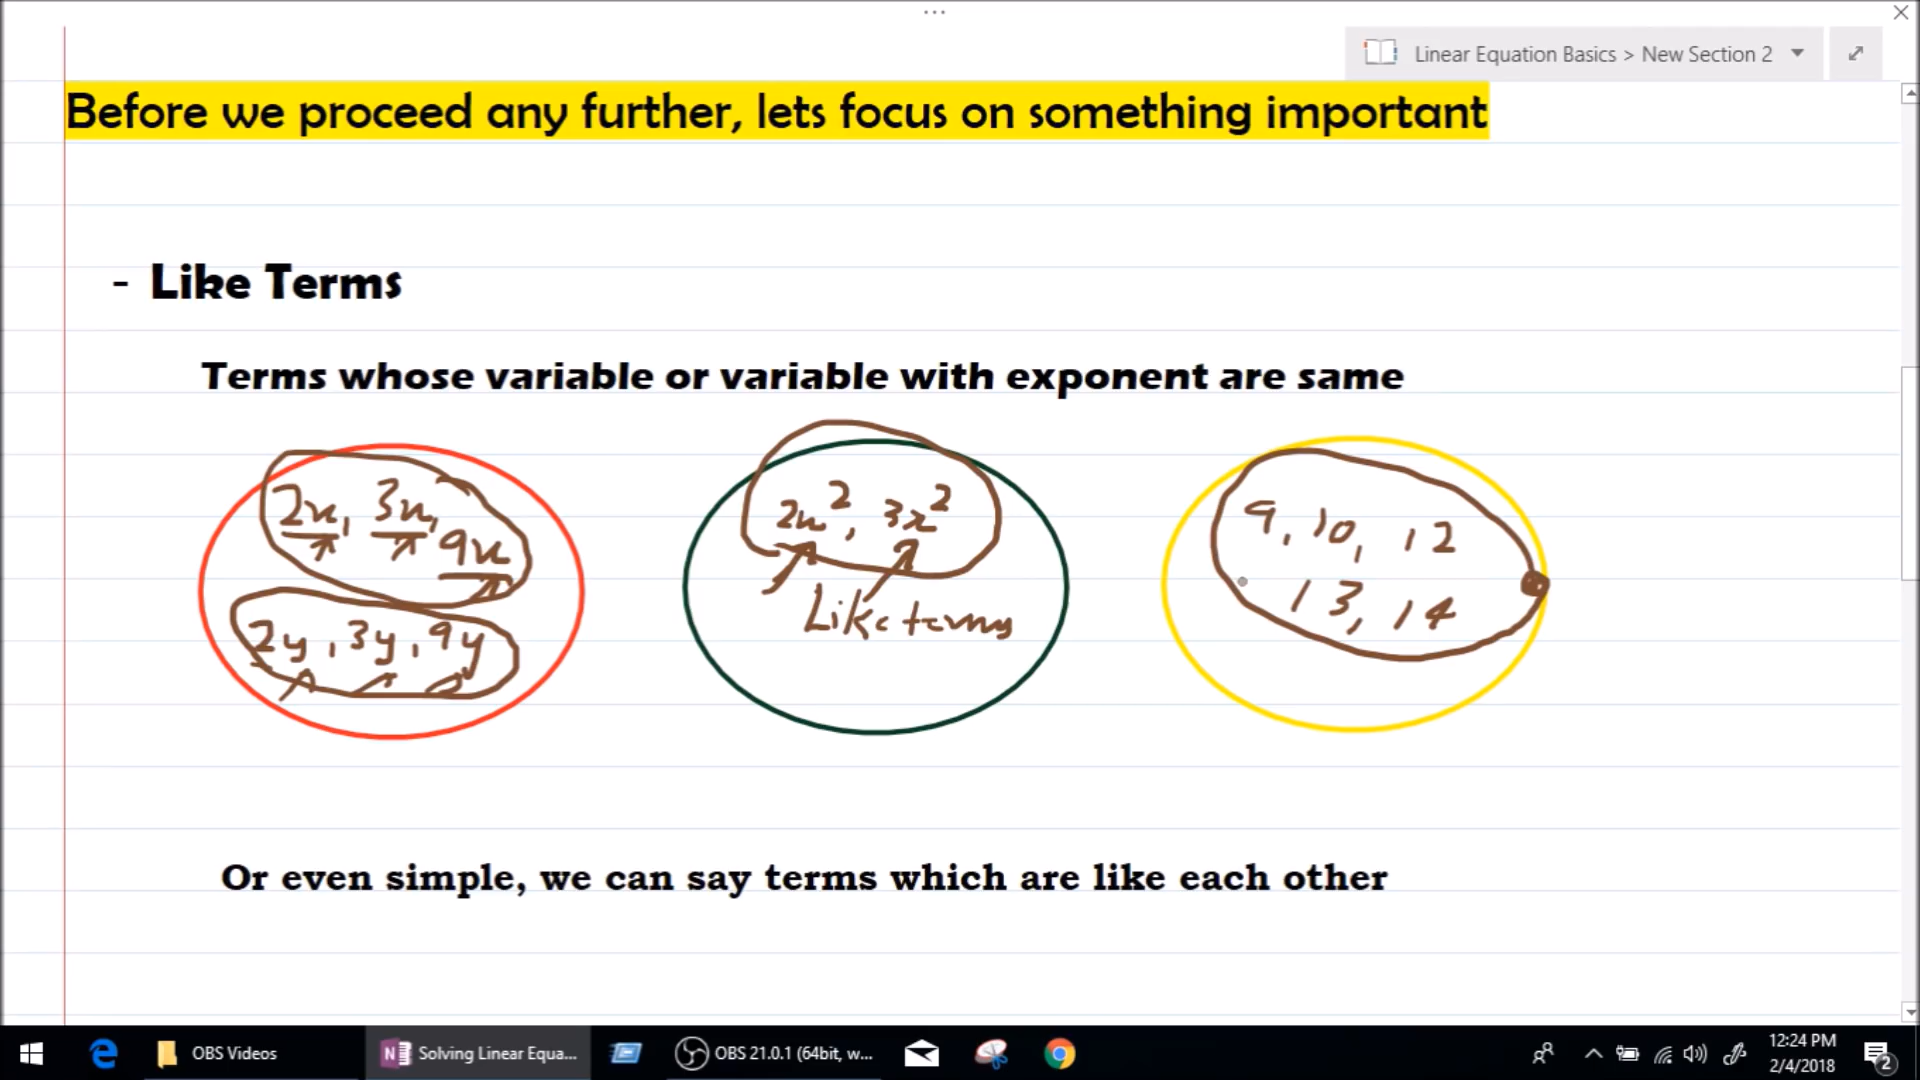 Linear Equation Basics > New Section 2
Before we proceed any further, lets focus on something important
- Like Terms
Terms whose variable or variable with exponent are same
2x, 3x, 9x
2y, 3y, 9y
2x², 3x²
Like terms
9, 10, 12
13, 14
Or even simple, we can say terms which are like each other
OBS Videos
Solving Linear Equa...
OBS 21.0.1 (64bit, w...
12:24 PM
2/4/2018
2